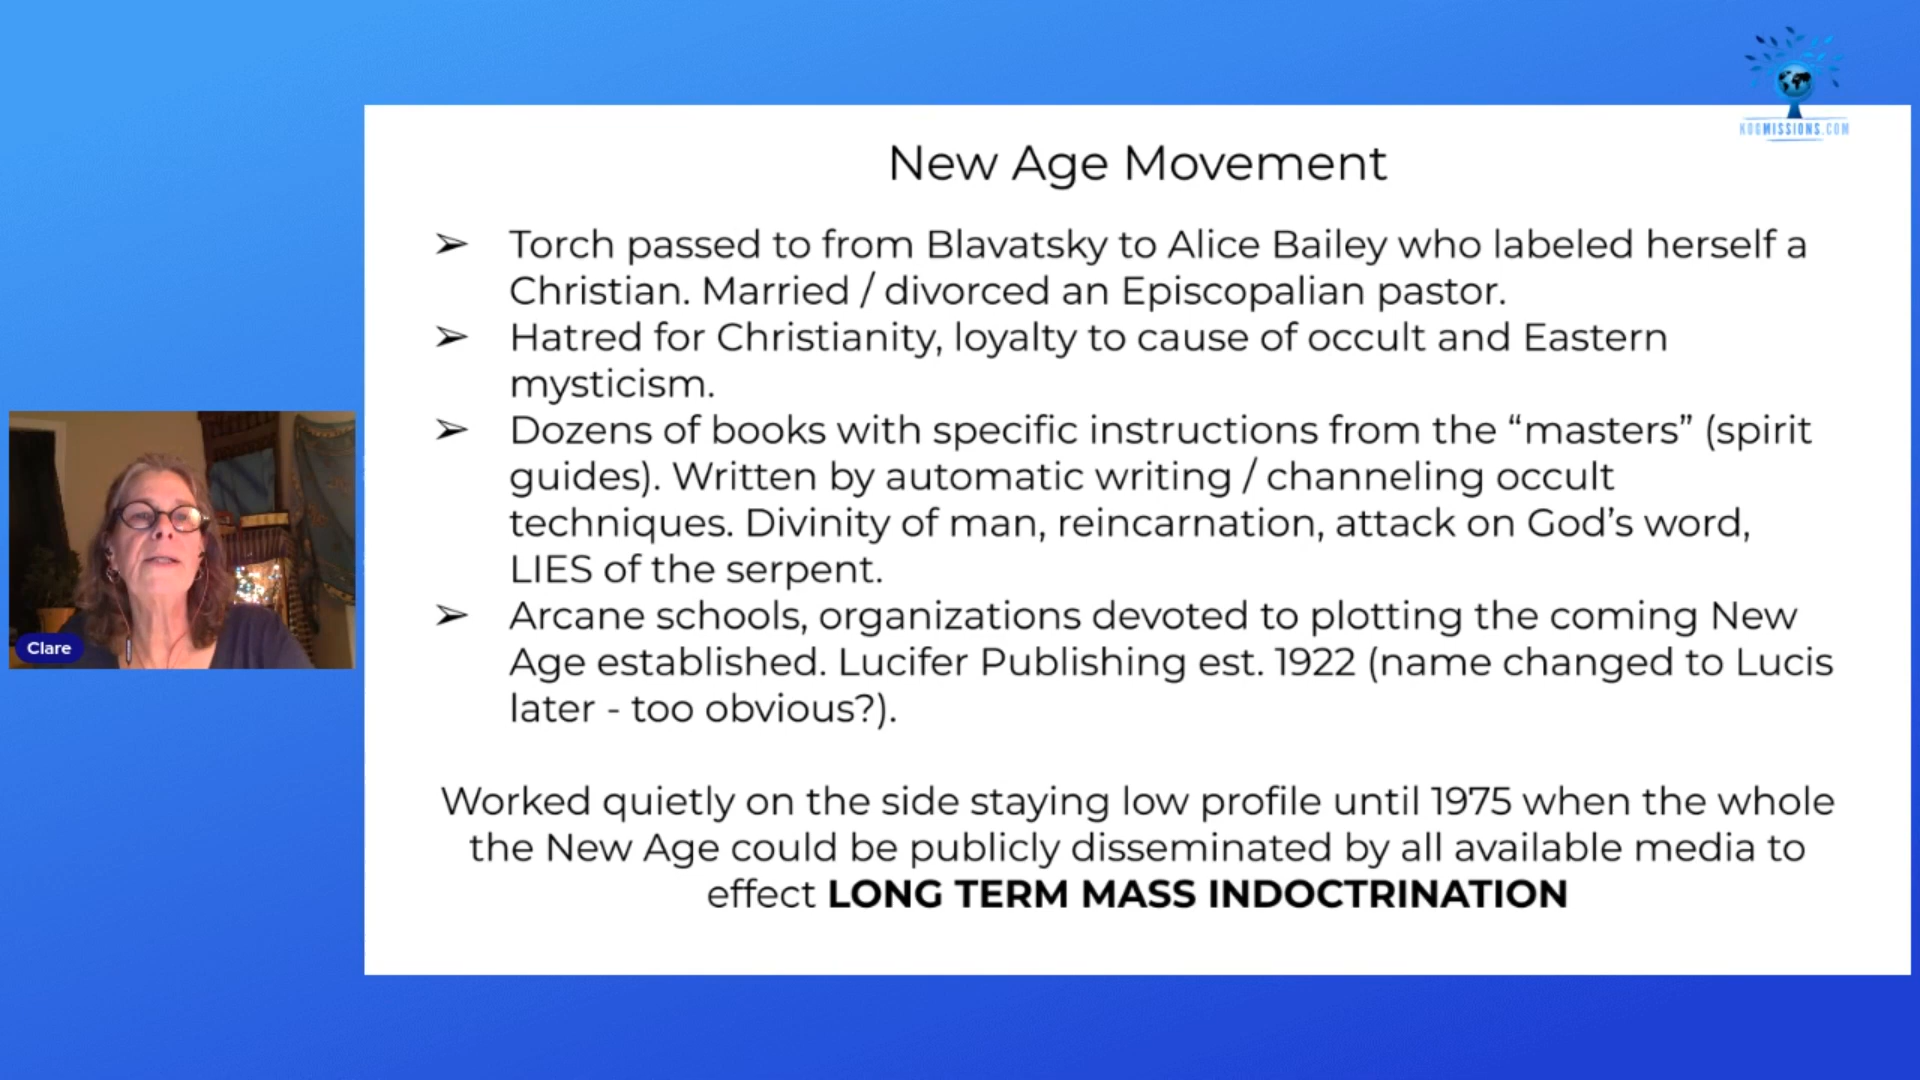 KOGMISSIONS.COM
New Age Movement
➢ Torch passed to from Blavatsky to Alice Bailey who labeled herself a
Christian. Married / divorced an Episcopalian pastor.
➢ Hatred for Christianity, loyalty to cause of occult and Eastern
mysticism.
➢ Dozens of books with specific instructions from the “masters” (spirit
guides). Written by automatic writing / channeling occult
techniques. Divinity of man, reincarnation, attack on God’s word,
LIES of the serpent.
➢ Arcane schools, organizations devoted to plotting the coming New
Age established. Lucifer Publishing est. 1922 (name changed to Lucis
later - too obvious?).
Worked quietly on the side staying low profile until 1975 when the whole
the New Age could be publicly disseminated by all available media to
effect LONG TERM MASS INDOCTRINATION
Clare